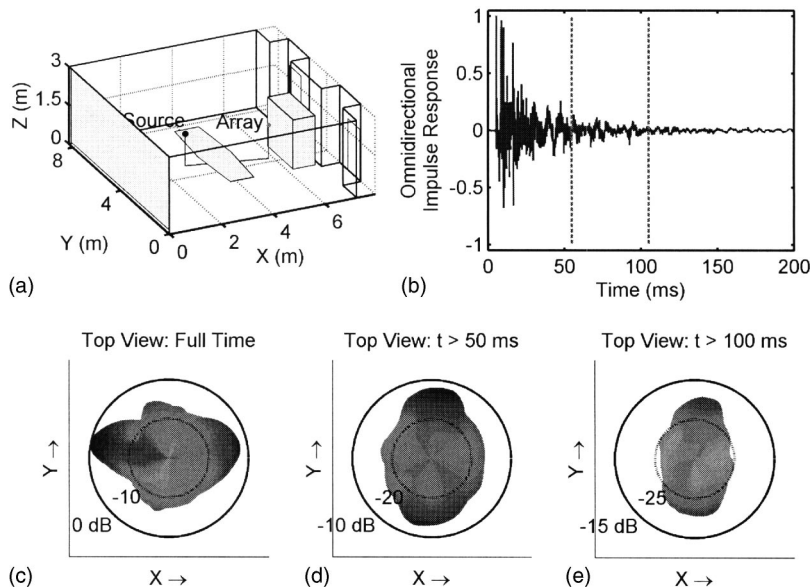 3
1.5
0
Z (m)
Source
Array
8
4
0
Y (m)
0
2
4
6
X (m)
(a)
1
0.5
0
-0.5
-1
Omnidirectional
Impulse Response
0
50
100
150
200
Time (ms)
(b)
Top View: Full Time
Y →
-10
0 dB
X →
(c)
Top View: t > 50 ms
Y →
-20
-10 dB
X →
(d)
Top View: t > 100 ms
Y →
-25
-15 dB
X →
(e)